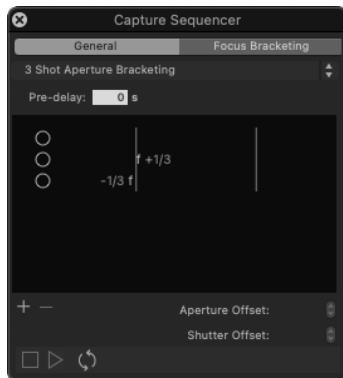 Capture Sequencer
General Focus Bracketing
3 Shot Aperture Bracketing
Pre-delay: 0 s
f +1/3
-1/3 f
Aperture Offset:
Shutter Offset: